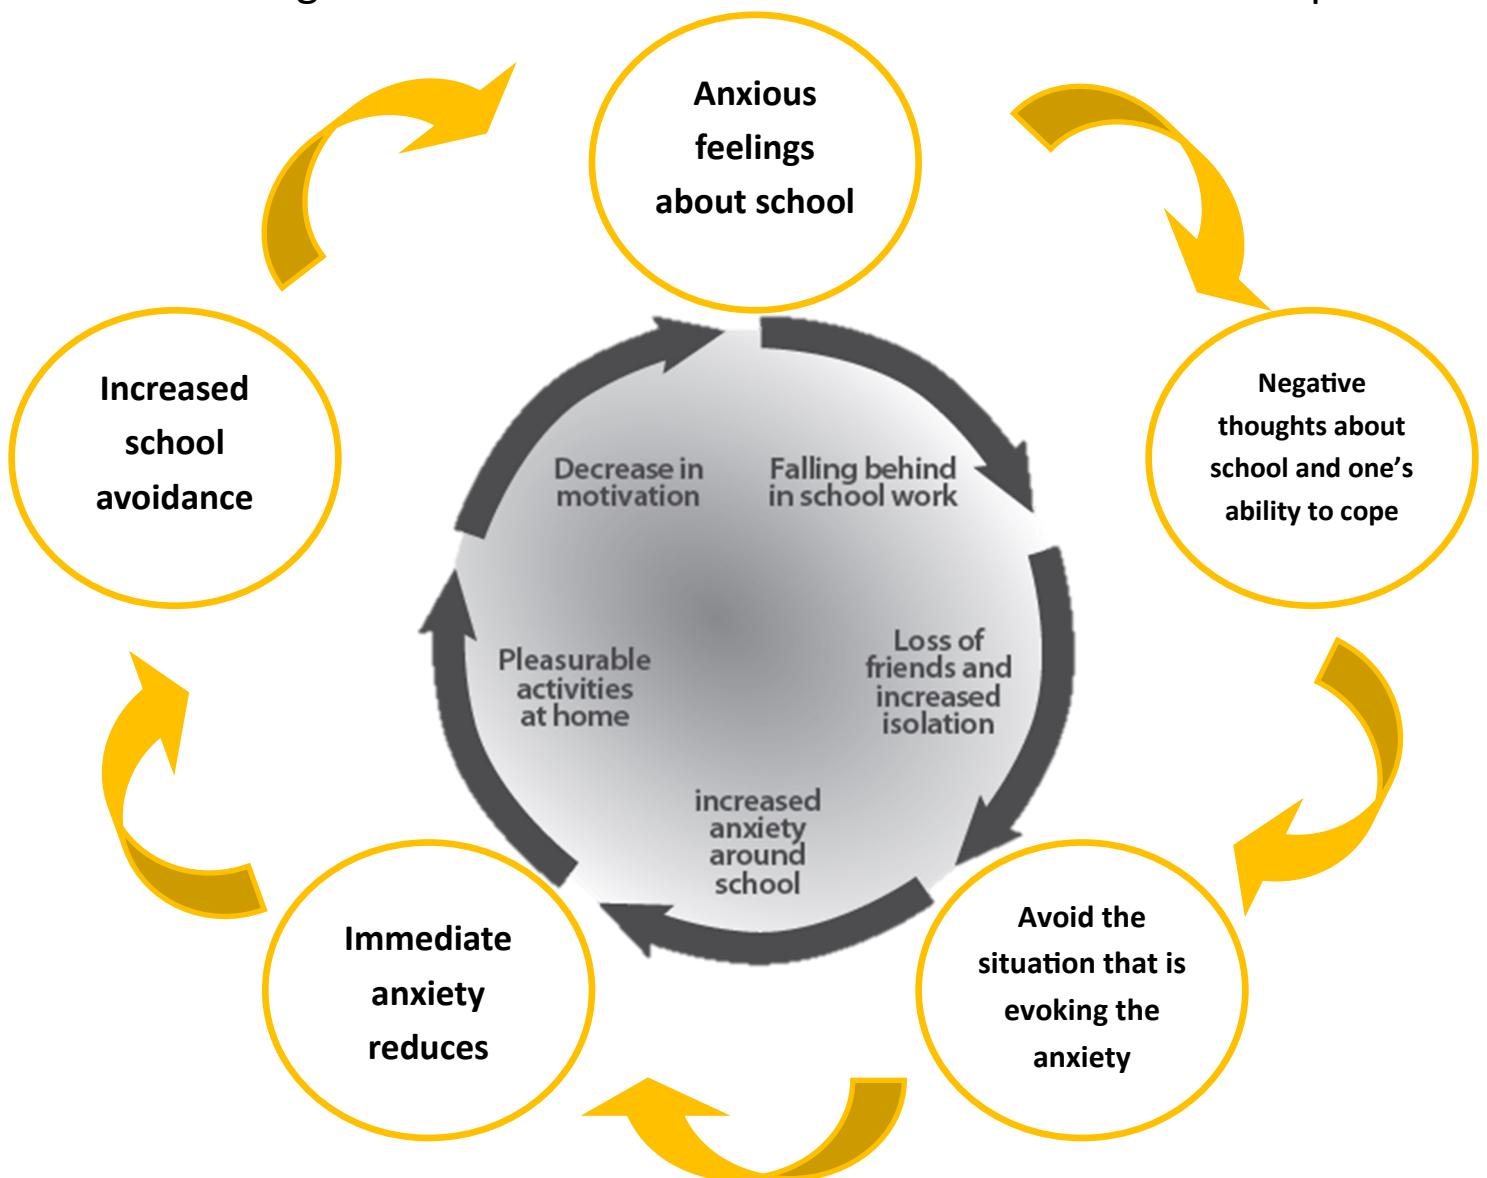 Anxious
feelings
about school
Negative
thoughts about
school and one's
ability to cope
Avoid the
situation that is
evoking the
anxiety
Immediate
anxiety
reduces
Increased
school
avoidance
Decrease in
motivation
Falling behind
in school work
Loss of
friends and
increased
isolation
increased
anxiety
around
school
Pleasurable
activities
at home